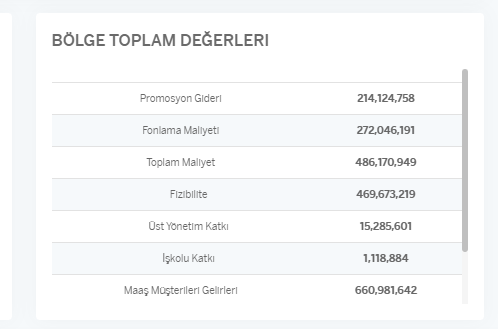 BÖLGE TOPLAM DEĞERLERI
Promosyon Gideri 214,124,758
Fonlama Maliyeti 272,046,191
Toplam Maliyet 486,170,949
Fizibilite 469,673,219
Üst Yönetim Katkı 15,285,601
İşkolu Katkı 1,118,884
Maaş Müşterileri Gelirleri 660,981,642